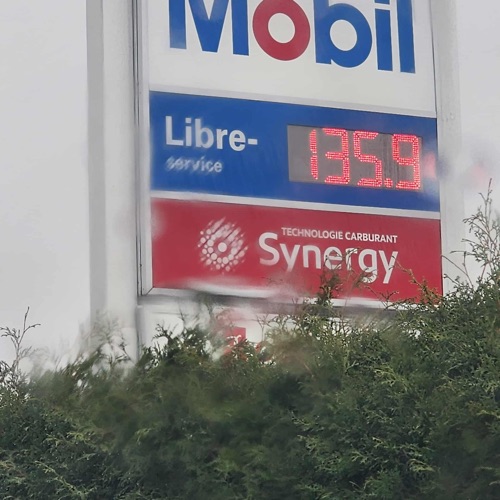 Mobil
Libre-
service
135.9
TECHNOLOGIE CARBURANT
Synergy